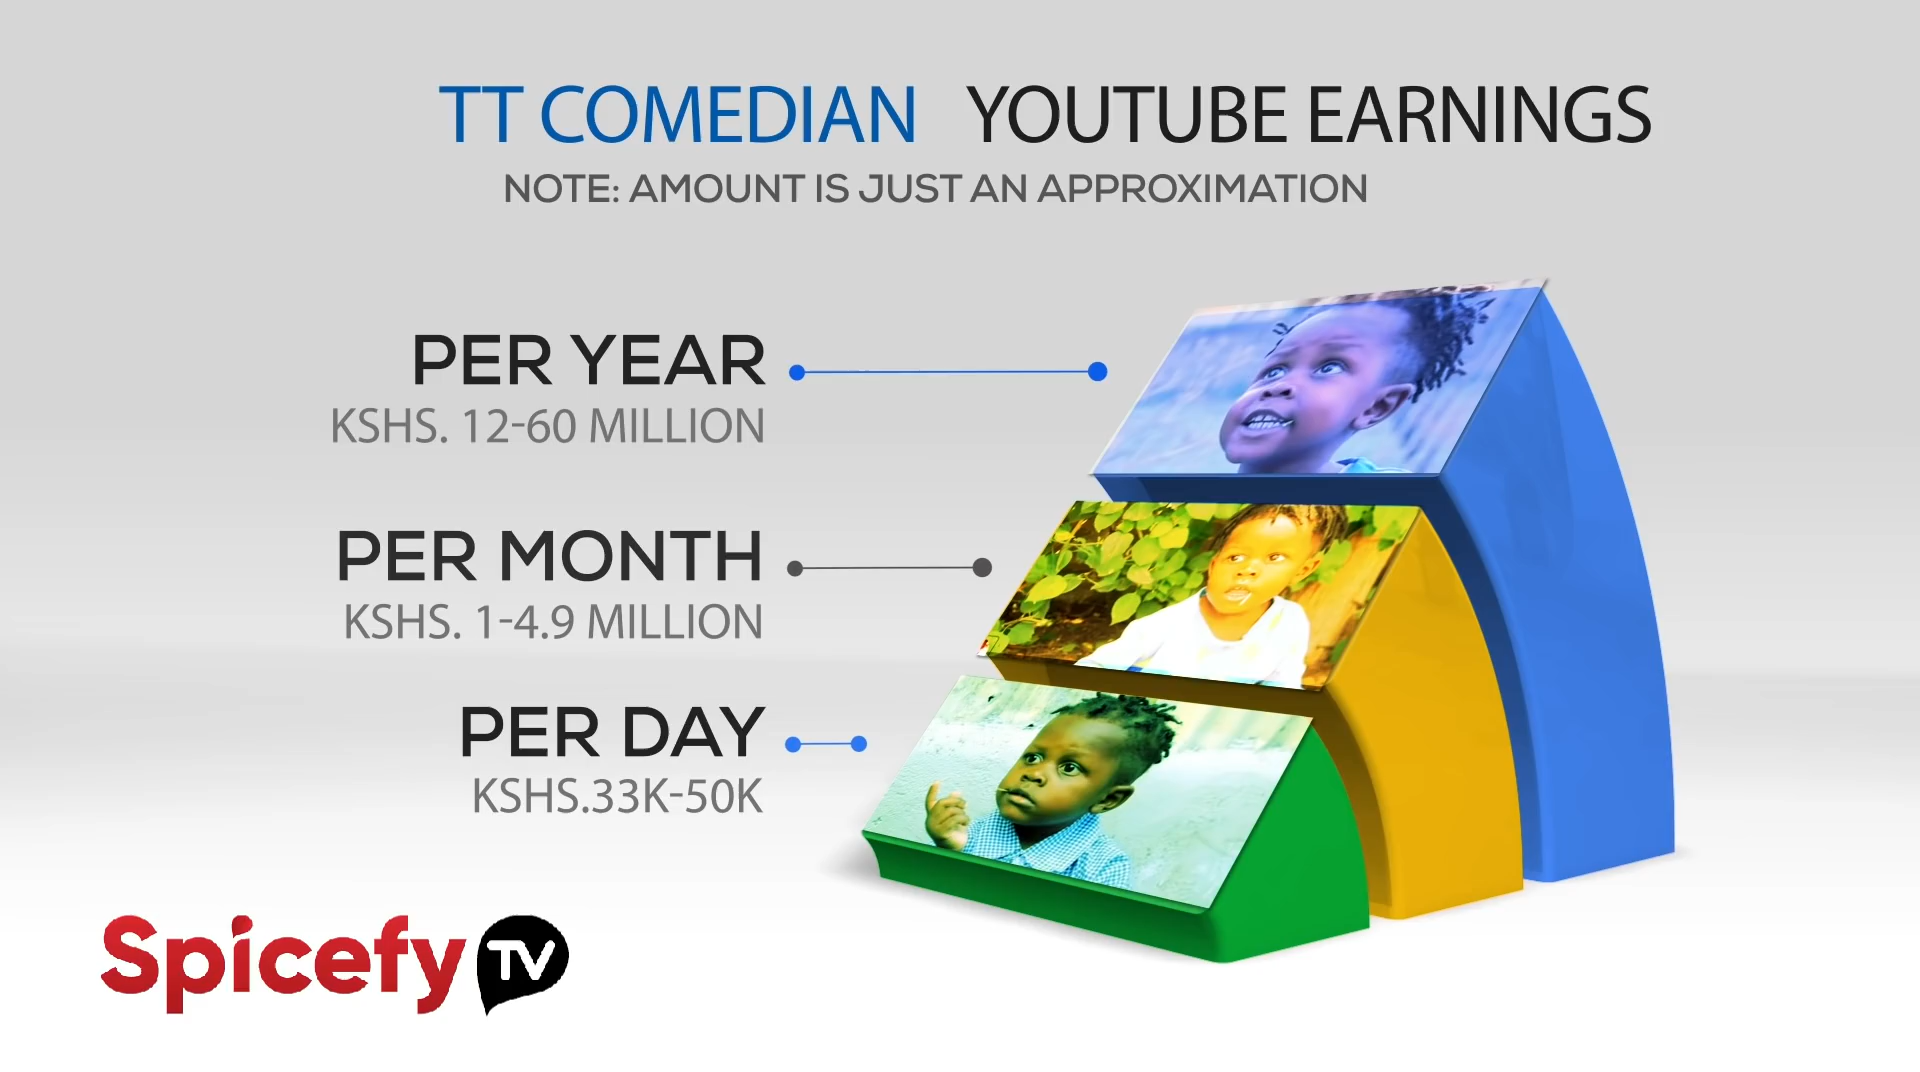 TT COMEDIAN YOUTUBE EARNINGS
NOTE: AMOUNT IS JUST AN APPROXIMATION
PER YEAR
KSHS. 12-60 MILLION
PER MONTH
KSHS. 1-4.9 MILLION
PER DAY
KSHS.33K-50K
Spicefy TV